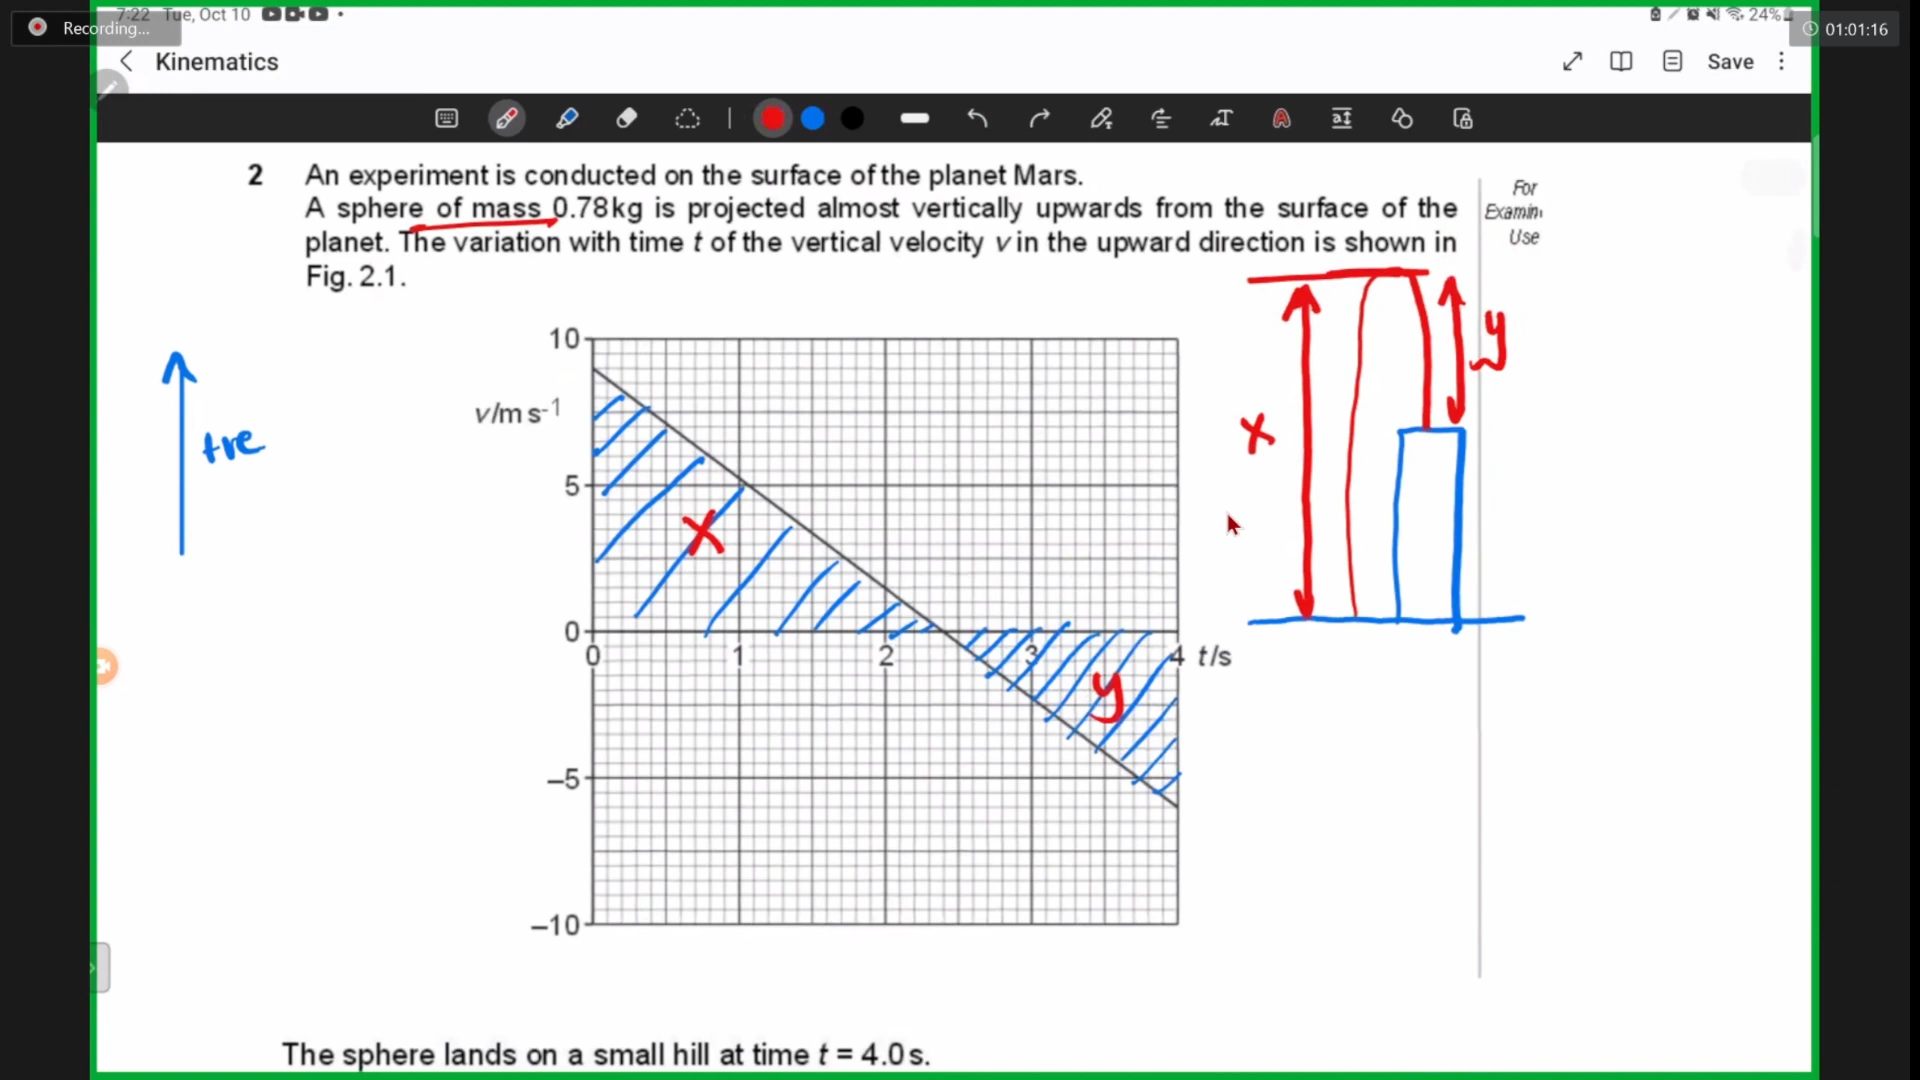 7:22 Tue, Oct 10
24%
Recording...
01:01:16
Kinematics
Save
2 An experiment is conducted on the surface of the planet Mars.
A sphere of mass 0.78 kg is projected almost vertically upwards from the surface of the
planet. The variation with time t of the vertical velocity v in the upward direction is shown in
Fig. 2.1.
For
Examin
Use
10
v/m s-1
5
0
–5
–10
0 1 2 3 4 t/s
+ve
x
y
x
y
The sphere lands on a small hill at time t = 4.0 s.